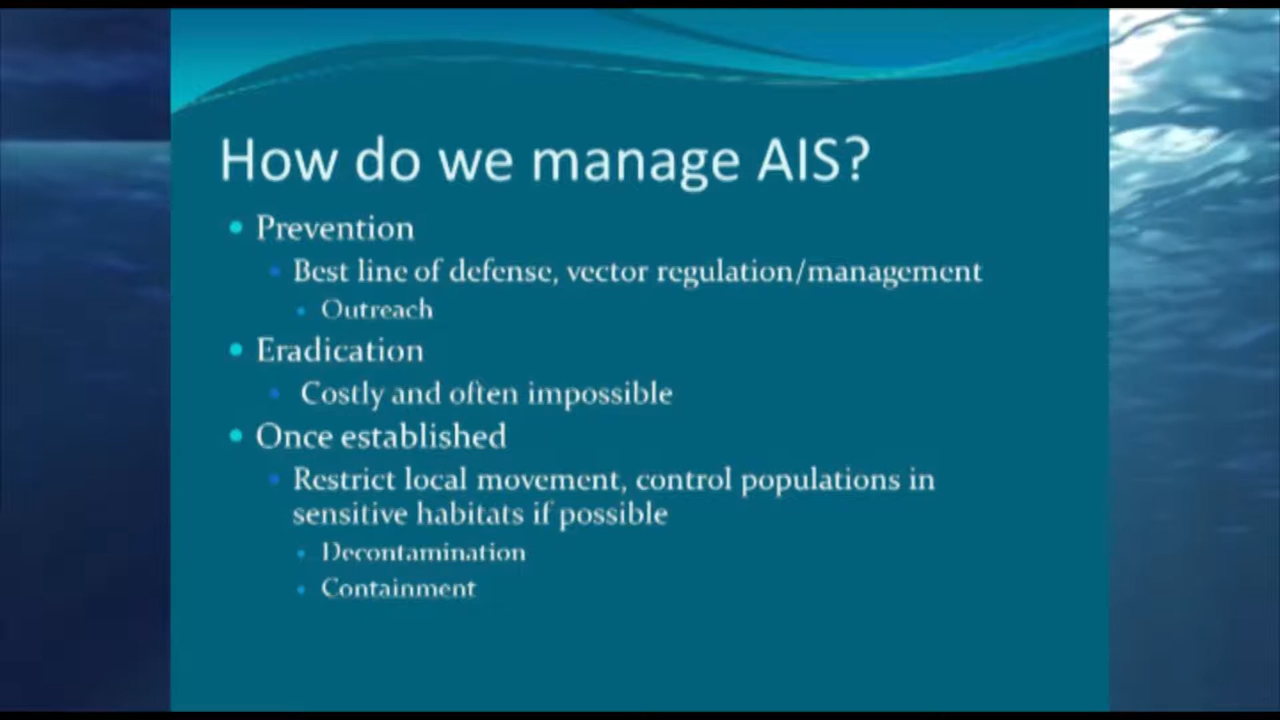 How do we manage AIS?
Prevention
Best line of defense, vector regulation/management
Outreach
Eradication
Costly and often impossible
Once established
Restrict local movement, control populations in
sensitive habitats if possible
Decontamination
Containment